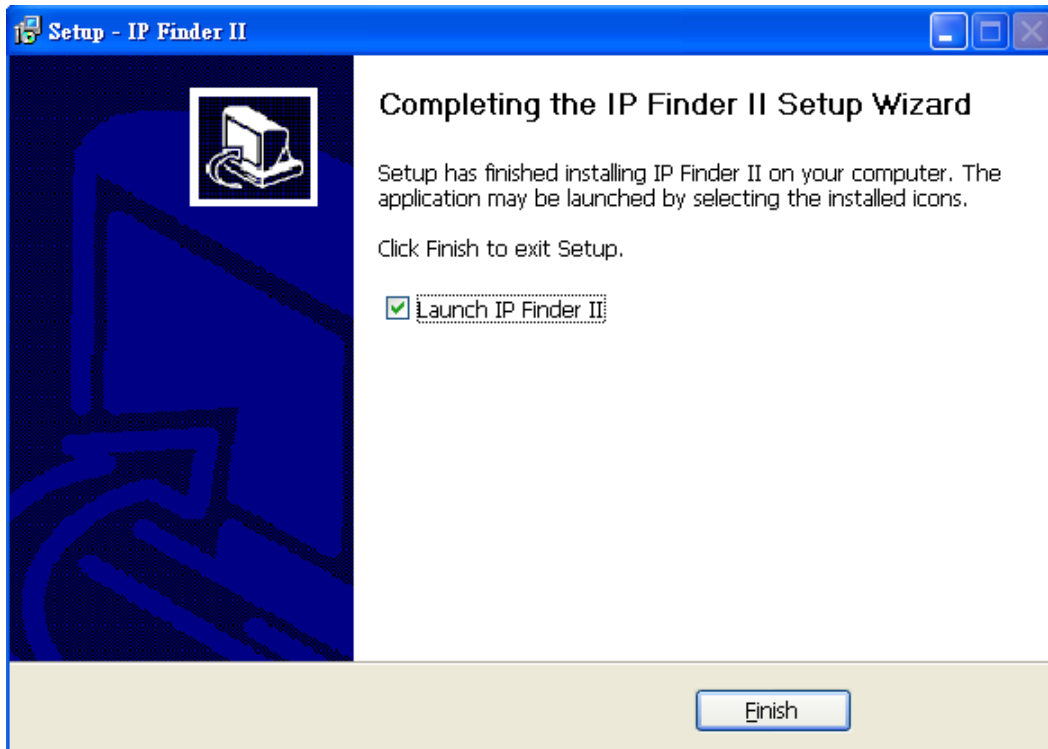 Setup - IP Finder II
Completing the IP Finder II Setup Wizard
Setup has finished installing IP Finder II on your computer. The
application may be launched by selecting the installed icons.
Click Finish to exit Setup.
Launch IP Finder II
Finish